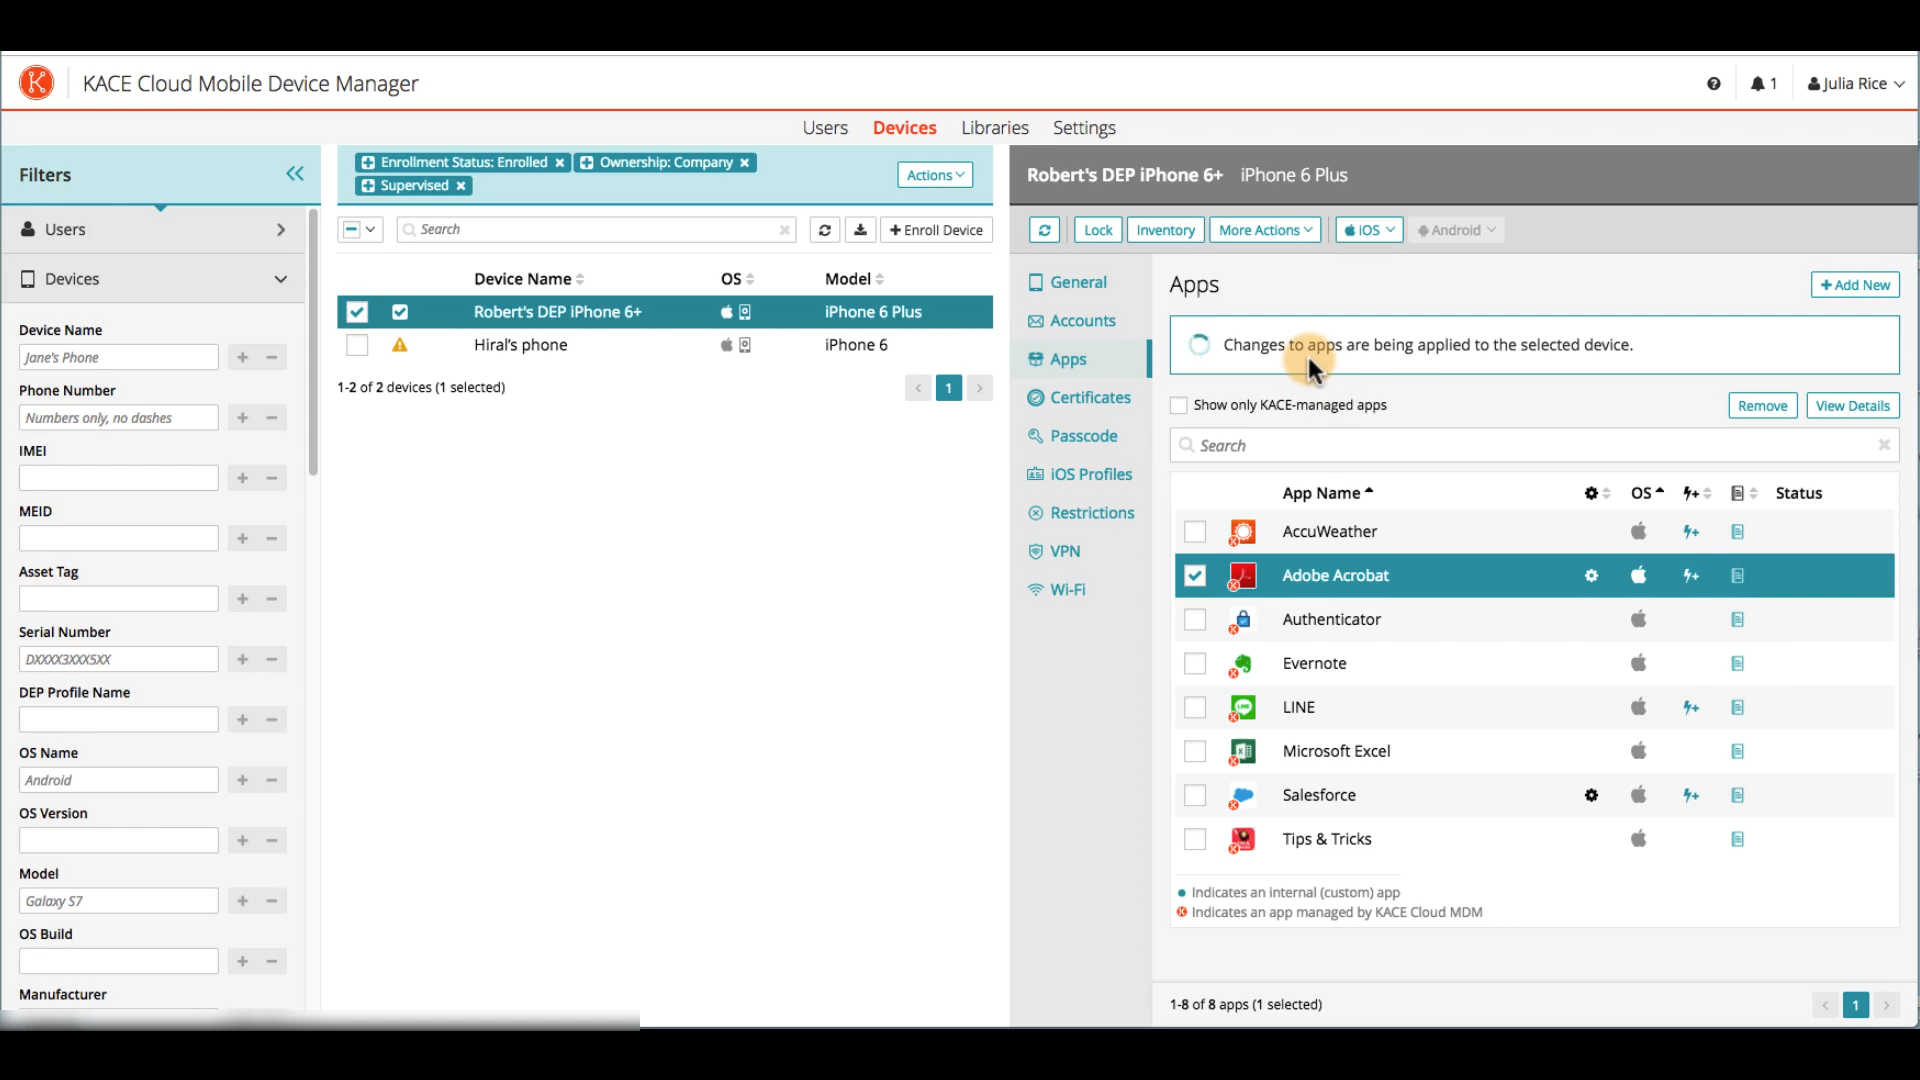 KACE Cloud Mobile Device Manager
1
Julia Rice
Users
Devices
Libraries
Settings
Filters
Users
Devices
Device Name
Jane's Phone
Phone Number
Numbers only, no dashes
IMEI
MEID
Asset Tag
Serial Number
DXXXX3XXX5XX
DEP Profile Name
OS Name
Android
OS Version
Model
Galaxy S7
OS Build
Manufacturer
Enrollment Status: Enrolled
Ownership: Company
Supervised
Actions
Search
Enroll Device
Device Name
OS
Model
Robert's DEP iPhone 6+
iPhone 6 Plus
Hiral's phone
iPhone 6
1-2 of 2 devices (1 selected)
1
Robert's DEP iPhone 6+ iPhone 6 Plus
Lock
Inventory
More Actions
iOS
Android
General
Accounts
Apps
Certificates
Passcode
iOS Profiles
Restrictions
VPN
Wi-Fi
Apps
Add New
Changes to apps are being applied to the selected device.
Show only KACE-managed apps
Remove
View Details
Search
App Name
OS
Status
AccuWeather
Adobe Acrobat
Authenticator
Evernote
LINE
Microsoft Excel
Salesforce
Tips & Tricks
Indicates an internal (custom) app
Indicates an app managed by KACE Cloud MDM
1-8 of 8 apps (1 selected)
1